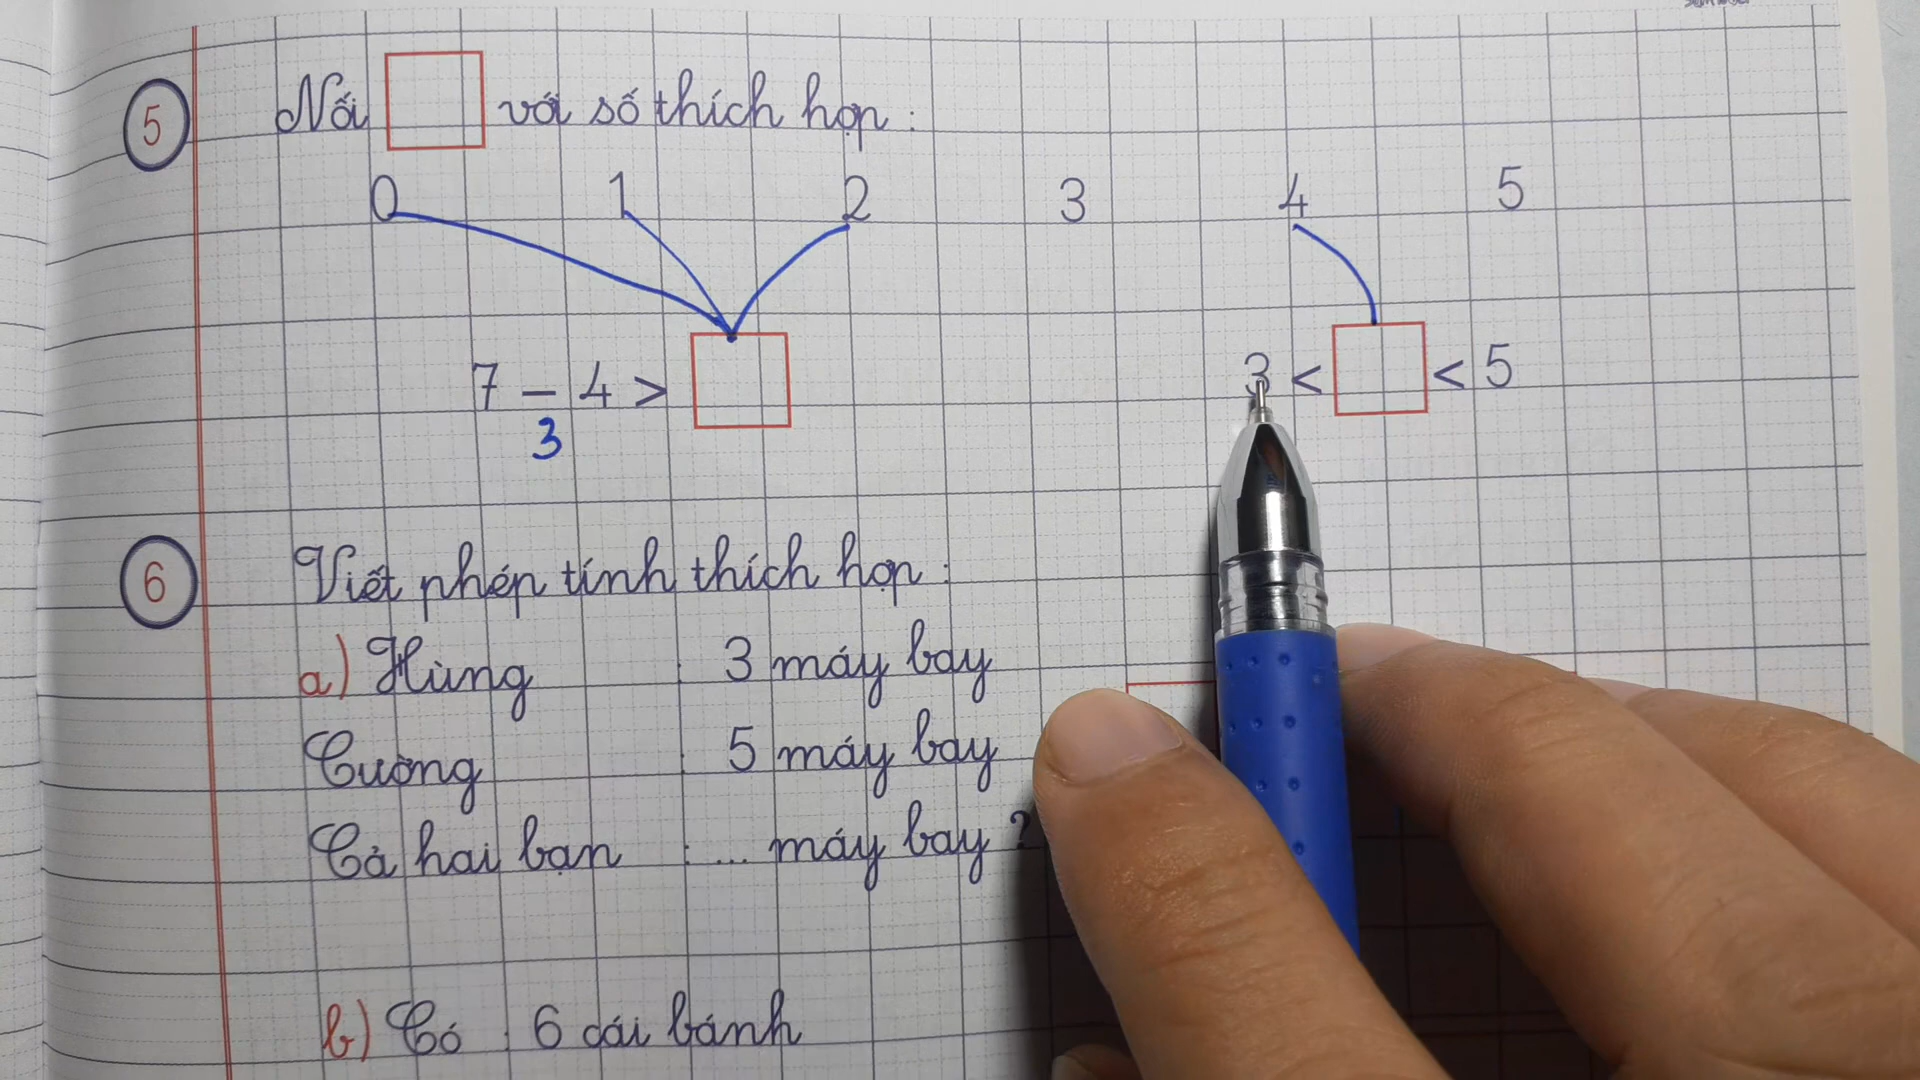 5 Nối □ với số thích hợp:
0 1 2 3 4 5
7 – 4 > □ 3 < □ < 5
3
6 Viết phép tính thích hợp:
a) Hùng : 3 máy bay
Cường : 5 máy bay
Cả hai bạn : ... máy bay ?
b) Có : 6 cái bánh